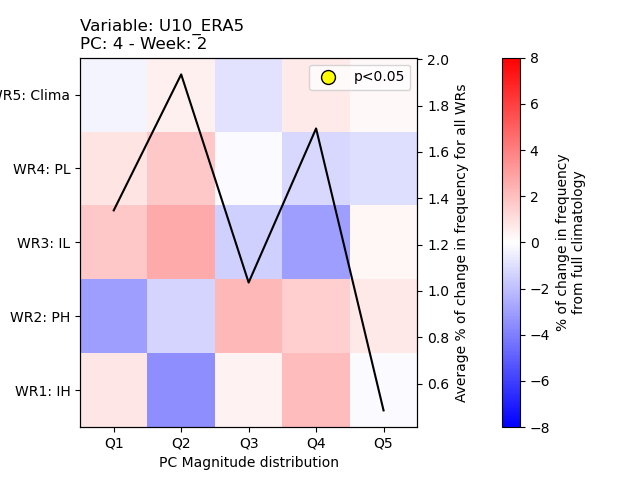 Variable: U10_ERA5
PC: 4 - Week: 2
WR5: Clima
WR4: PL
WR3: IL
WR2: PH
WR1: IH
p<0.05
2.0
1.8
1.6
1.4
1.2
1.0
0.8
0.6
Average % of change in frequency for all WRs
8
6
4
2
0
−2
−4
−6
−8
% of change in frequency
from full climatology
Q1 Q2 Q3 Q4 Q5
PC Magnitude distribution